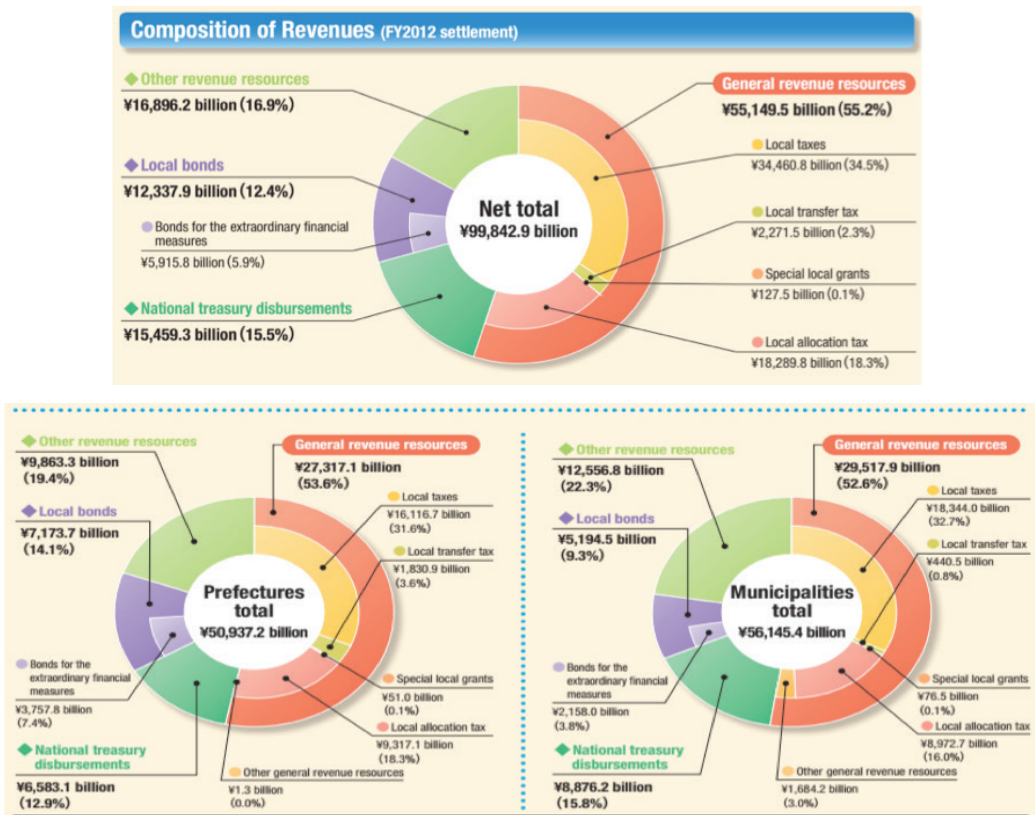 Composition of Revenues (FY2012 settlement)
Other revenue resources
¥16,896.2 billion (16.9%)
Local bonds
¥12,337.9 billion (12.4%)
Bonds for the extraordinary financial
measures
¥5,915.8 billion (5.9%)
National treasury disbursements
¥15,459.3 billion (15.5%)
Net total
¥99,842.9 billion
General revenue resources
¥55,149.5 billion (55.2%)
Local taxes
¥34,460.8 billion (34.5%)
Local transfer tax
¥2,271.5 billion (2.3%)
Special local grants
¥127.5 billion (0.1%)
Local allocation tax
¥18,289.8 billion (18.3%)
Other revenue resources
¥9,863.3 billion
(19.4%)
Local bonds
¥7,173.7 billion
(14.1%)
Bonds for the
extraordinary financial
measures
¥3,757.8 billion
(7.4%)
National treasury
disbursements
¥6,583.1 billion
(12.9%)
Prefectures
total
¥50,937.2 billion
General revenue resources
¥27,317.1 billion
(53.6%)
Local taxes
¥16,116.7 billion
(31.6%)
Local transfer tax
¥1,830.9 billion
(3.6%)
Special local grants
¥51.0 billion
(0.1%)
Local allocation tax
¥9,317.1 billion
(18.3%)
Other general revenue resources
¥1.3 billion
(0.0%)
Other revenue resources
¥12,556.8 billion
(22.3%)
Local bonds
¥5,194.5 billion
(9.3%)
Bonds for the
extraordinary financial
measures
¥2,158.0 billion
(3.8%)
National treasury
disbursements
¥8,876.2 billion
(15.8%)
Municipalities
total
¥56,145.4 billion
General revenue resources
¥29,517.9 billion
(52.6%)
Local taxes
¥18,344.0 billion
(32.7%)
Local transfer tax
¥440.5 billion
(0.8%)
Special local grants
¥76.5 billion
(0.1%)
Local allocation tax
¥8,972.7 billion
(16.0%)
Other general revenue resources
¥1,684.2 billion
(3.0%)